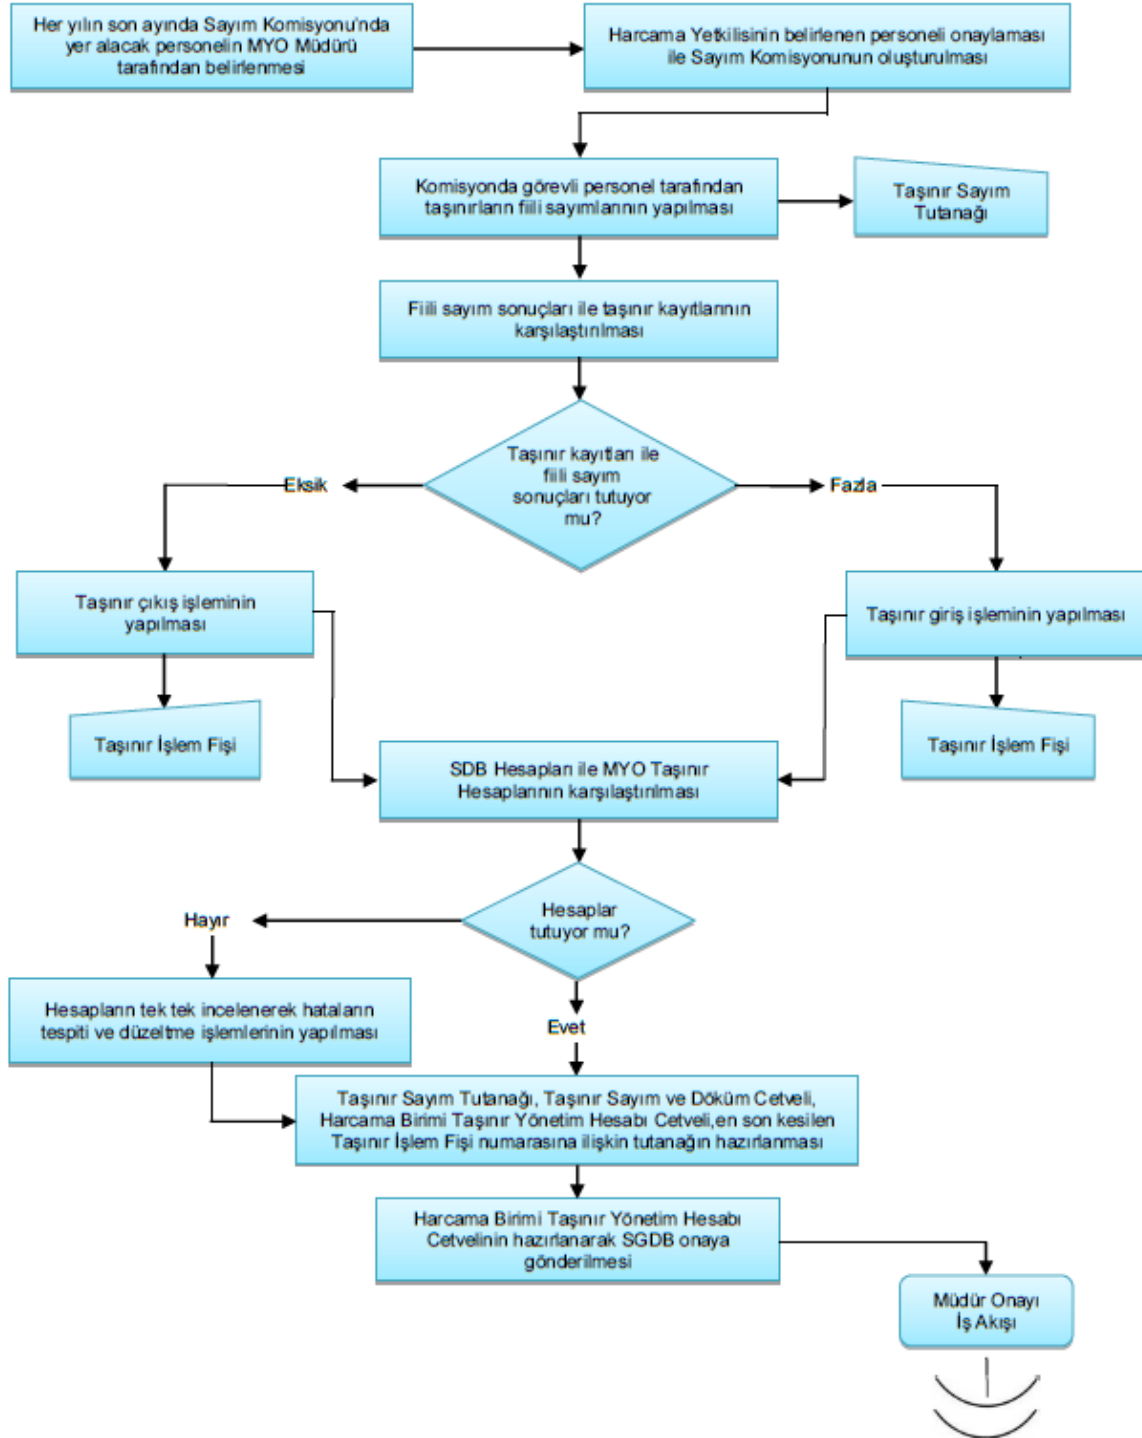 Her yılın son ayında Sayım Komisyonu'nda
yer alacak personelin MYO Müdürü
tarafından belirlenmesi
Harcama Yetkilisinin belirlenen personeli onaylaması
ile Sayım Komisyonunun oluşturulması
Komisyonda görevli personel tarafından
taşınırların fiili sayımlarının yapılması
Taşınır Sayım
Tutanağı
Fiili sayım sonuçları ile taşınır kayıtlarının
karşılaştırılması
Taşınır kayıtları ile
fiili sayım
sonuçları tutuyor
mu?
Eksik
Fazla
Taşınır çıkış işleminin
yapılması
Taşınır giriş işleminin yapılması
Taşınır İşlem Fişi
Taşınır İşlem Fişi
SDB Hesapları ile MYO Taşınır
Hesaplarının karşılaştırılması
Hesaplar
tutuyor mu?
Hayır
Hesapların tek tek incelenerek hataların
tespiti ve düzeltme işlemlerinin yapılması
Evet
Taşınır Sayım Tutanağı, Taşınır Sayım ve Döküm Cetveli,
Harcama Birimi Taşınır Yönetim Hesabı Cetveli,en son kesilen
Taşınır İşlem Fişi numarasına ilişkin tutanağın hazırlanması
Harcama Birimi Taşınır Yönetim Hesabı
Cetvelinin hazırlanarak SGDB onaya
gönderilmesi
Müdür Onayı
İş Akışı